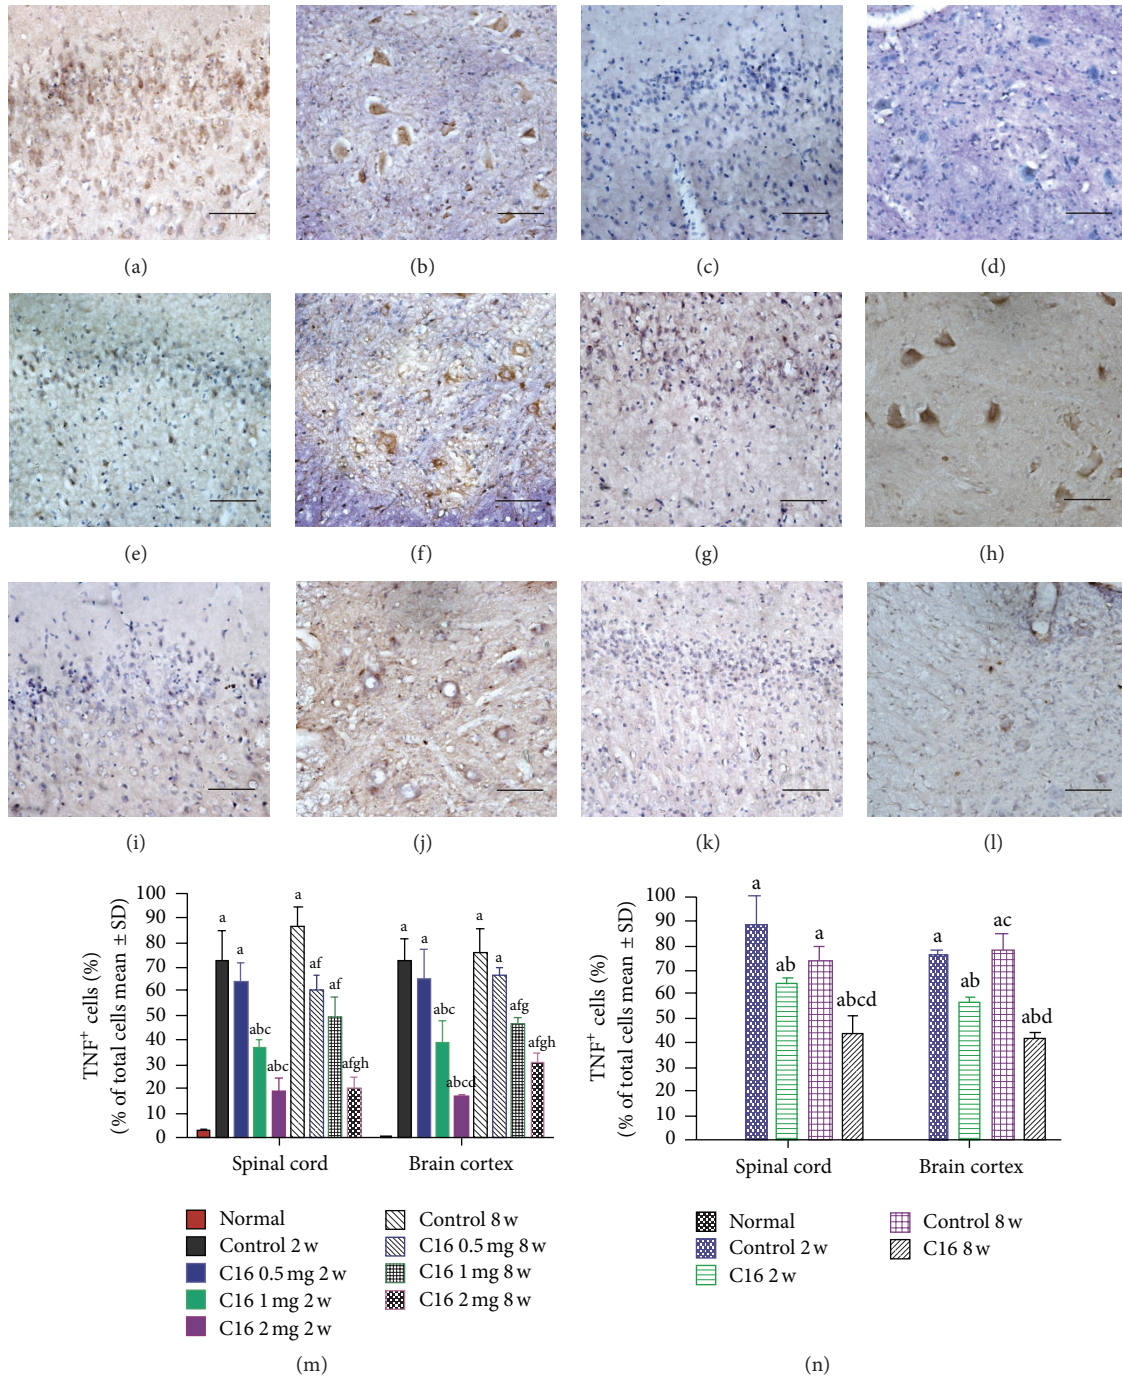 (a) (b) (c) (d)
(e) (f) (g) (h)
(i) (j) (k) (l)
TNF+ cells (%)
(% of total cells mean ± SD)
100
90
80
70
60
50
40
30
20
10
0
a a abc abc a af af afgh
a a abc abcd a a afg afgh
Spinal cord Brain cortex
Normal
Control 2 w
C16 0.5 mg 2 w
C16 1 mg 2 w
C16 2 mg 2 w
Control 8 w
C16 0.5 mg 8 w
C16 1 mg 8 w
C16 2 mg 8 w
(m)
TNF+ cells (%)
(% of total cells mean ± SD)
100
90
80
70
60
50
40
30
20
10
0
a ab a abcd
a ab ac abd
Spinal cord Brain cortex
Normal
Control 2 w
C16 2 w
Control 8 w
C16 8 w
(n)